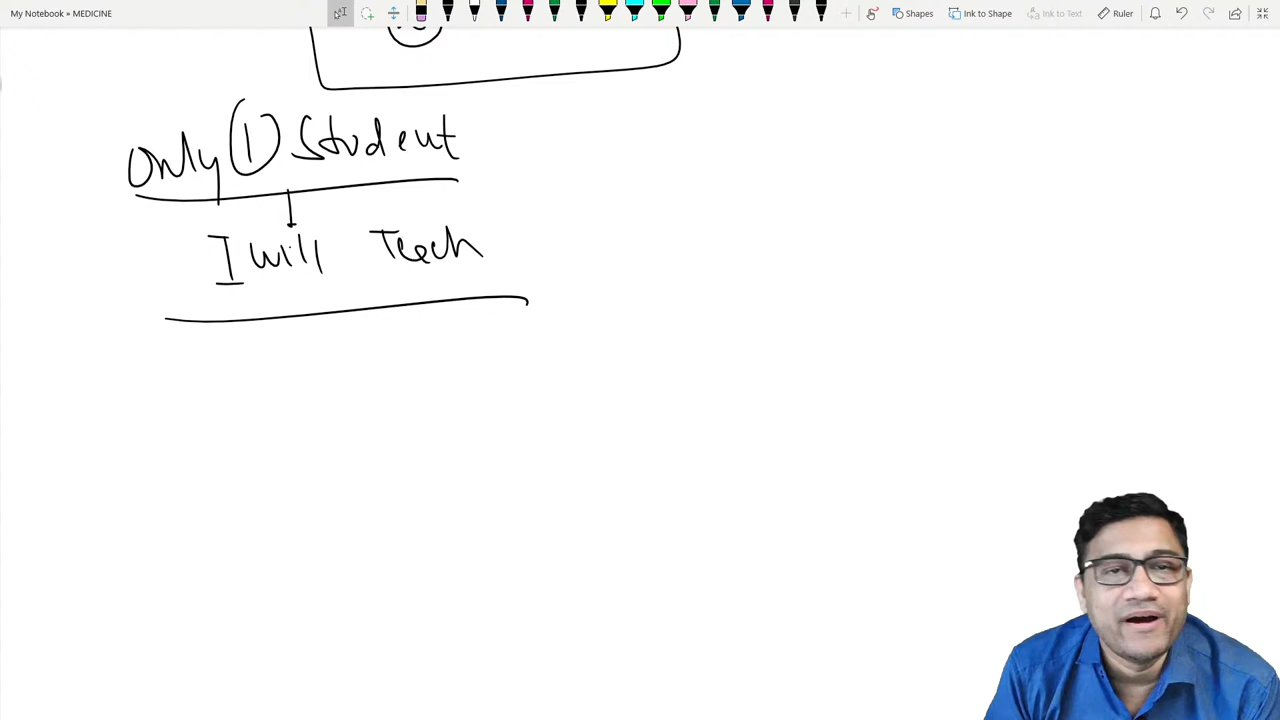 My Notebook » MEDICINE
Shapes Ink to Shape Ink to Text Ruler
Only 1 Student
I will Teach